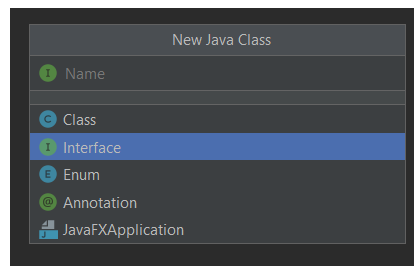 New Java Class
I Name
C Class
I Interface
E Enum
@ Annotation
J JavaFXApplication